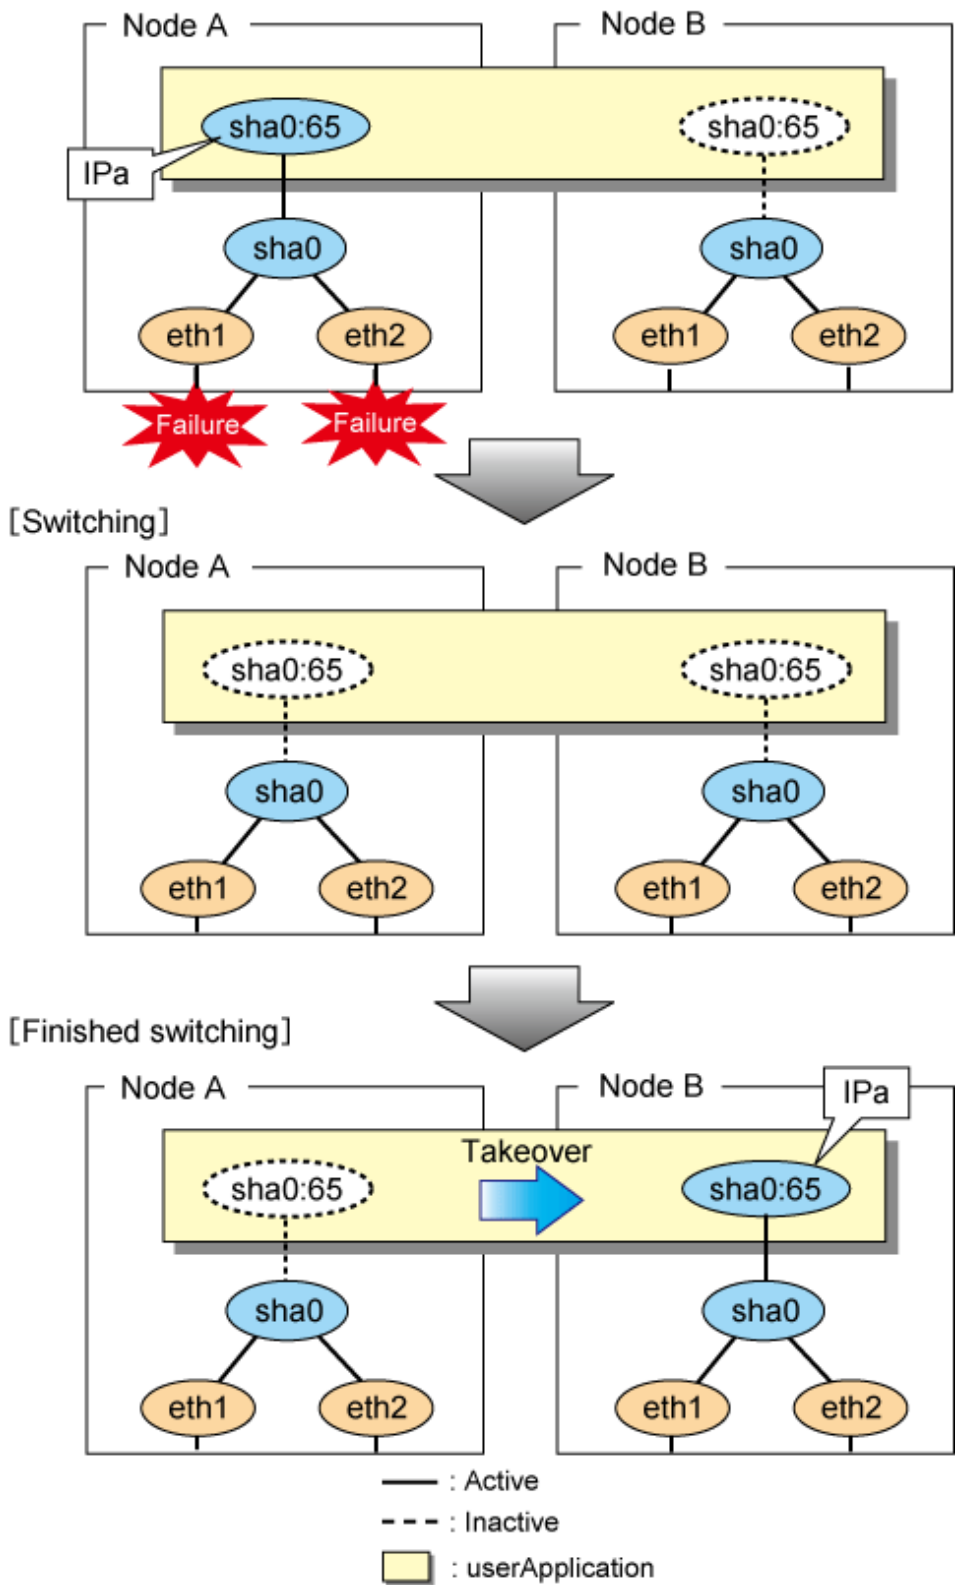 Node A
Node B
sha0:65
sha0:65
IPa
sha0
sha0
eth1
eth2
eth1
eth2
Failure
Failure
[Switching]
Node A
Node B
sha0:65
sha0:65
sha0
sha0
eth1
eth2
eth1
eth2
[Finished switching]
Node A
Node B
IPa
Takeover
sha0:65
sha0:65
sha0
sha0
eth1
eth2
eth1
eth2
: Active
: Inactive
: userApplication